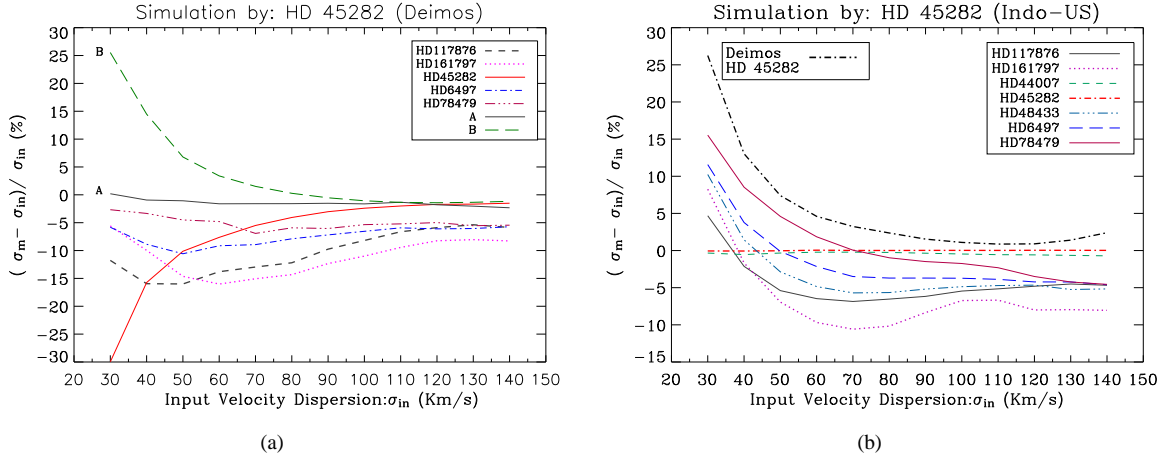 Simulation by: HD 45282 (Deimos)
( σm− σin)/ σin (%)
30
25
20
15
10
5
0
−5
−10
−15
−20
−25
−30
B
A
HD117876
HD161797
HD45282
HD6497
HD78479
A
B
20 30 40 50 60 70 80 90 100 110 120 130 140 150
Input Velocity Dispersion:σin (Km/s)
(a)
Simulation by: HD 45282 (Indo−US)
( σm− σin)/ σin (%)
30
25
20
15
10
5
0
−5
−10
−15
Deimos
HD 45282
HD117876
HD161797
HD44007
HD45282
HD48433
HD6497
HD78479
20 30 40 50 60 70 80 90 100 110 120 130 140 150
Input Velocity Dispersion:σin (Km/s)
(b)